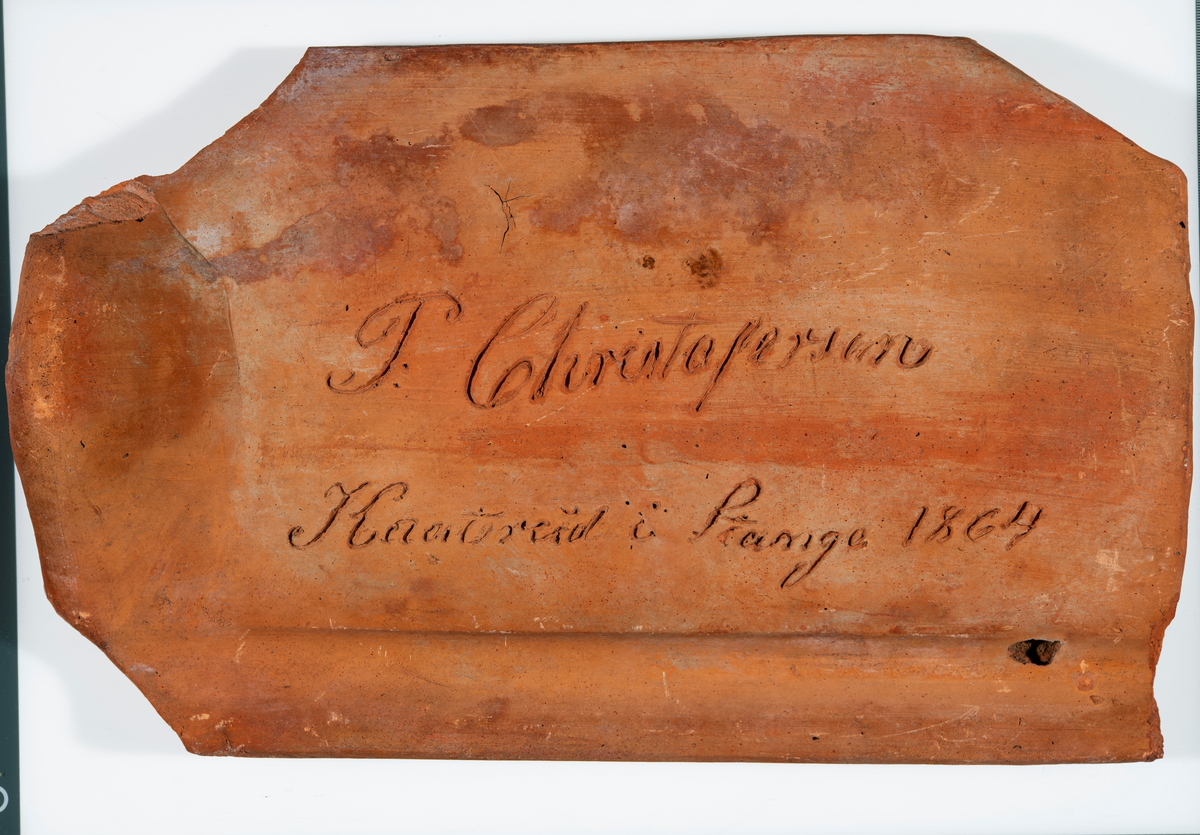 P. Christofersen
i Stange 1864